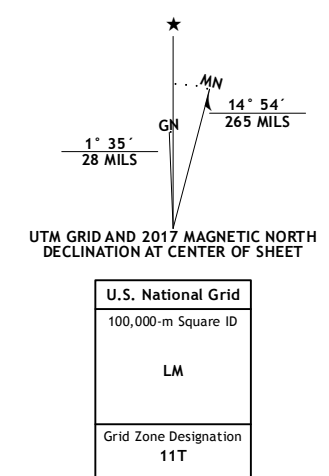 ★
MN
GN
14° 54´
265 MILS
1° 35´
28 MILS
UTM GRID AND 2017 MAGNETIC NORTH
DECLINATION AT CENTER OF SHEET
U.S. National Grid
100,000-m Square ID
LM
Grid Zone Designation
11T